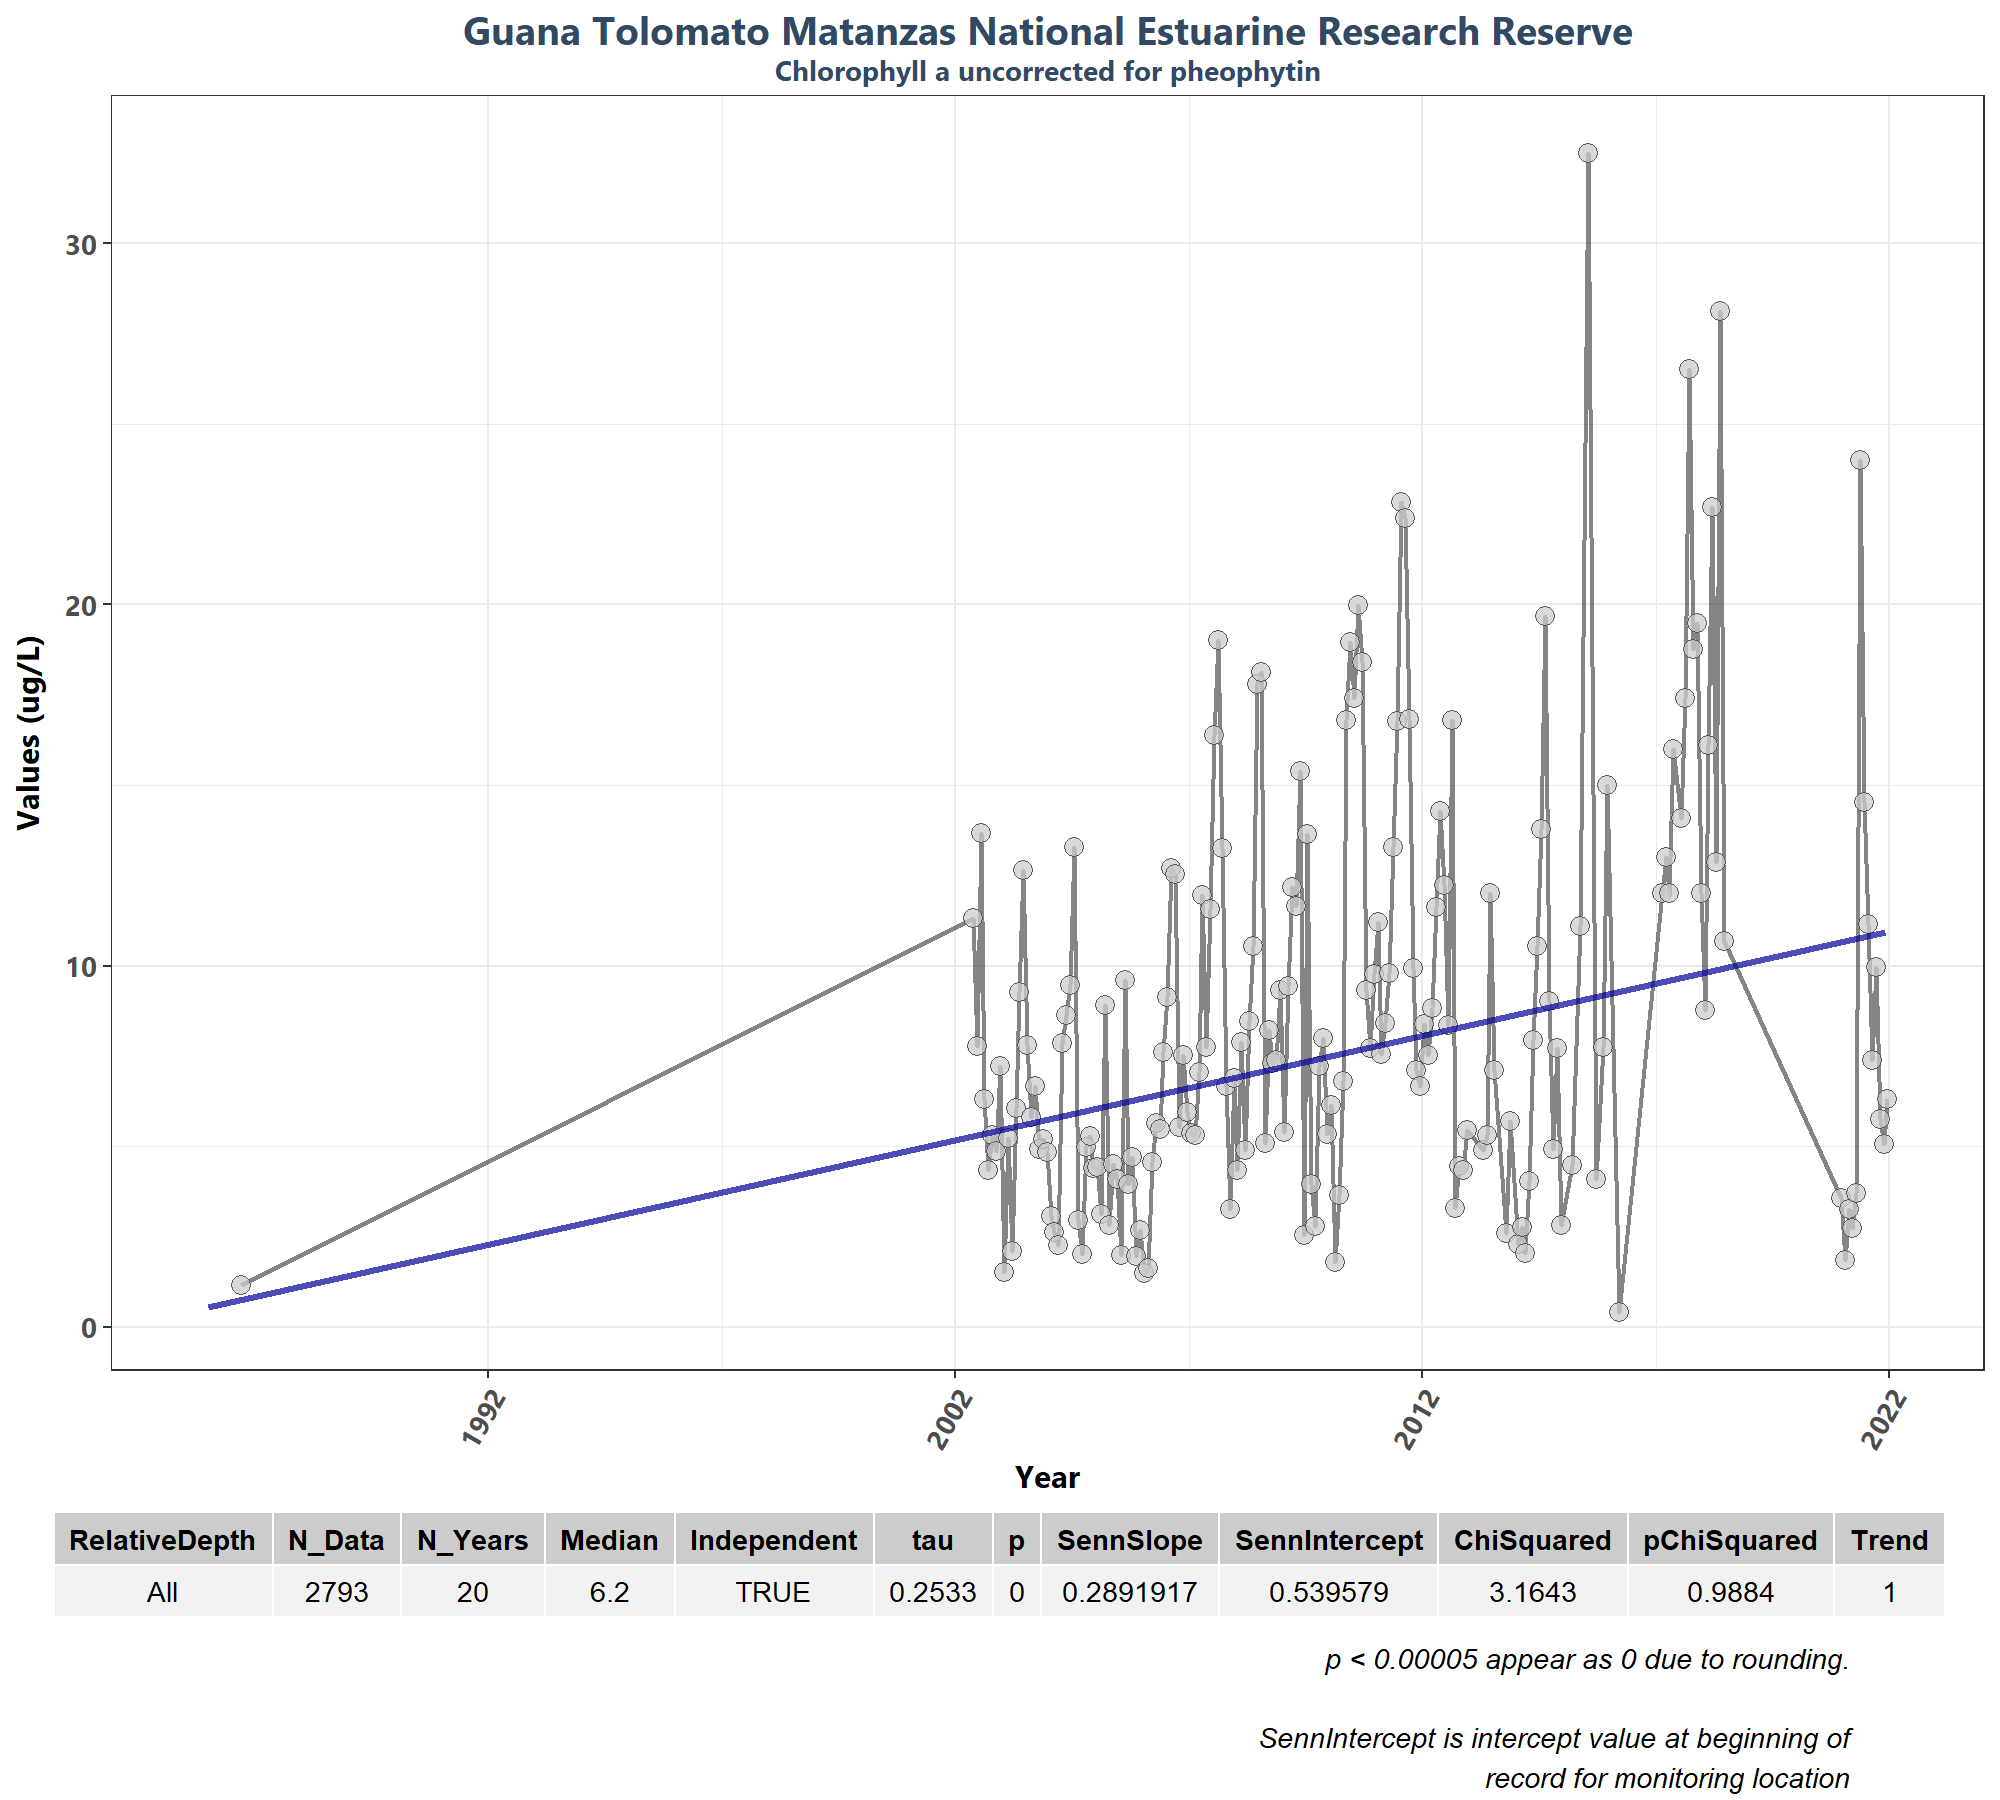 Guana Tolomato Matanzas National Estuarine Research Reserve
Chlorophyll a uncorrected for pheophytin
30
20
10
0
Values (ug/L)
1992
2002
2012
2022
Year
RelativeDepth N_Data N_Years Median Independent tau p SennSlope SennIntercept ChiSquared pChiSquared Trend
All 2793 20 6.2 TRUE 0.2533 0 0.2891917 0.539579 3.1643 0.9884 1
p < 0.00005 appear as 0 due to rounding.
SennIntercept is intercept value at beginning of
record for monitoring location